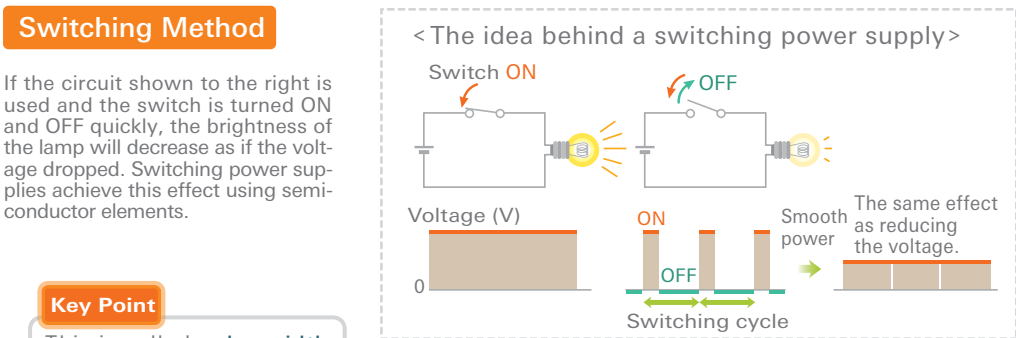 Switching Method
If the circuit shown to the right is
used and the switch is turned ON
and OFF quickly, the brightness of
the lamp will decrease as if the volt-
age dropped. Switching power sup-
plies achieve this effect using semi-
conductor elements.
Key Point
<The idea behind a switching power supply>
Switch ON
OFF
Voltage (V)
0
ON
OFF
Switching cycle
Smooth
power
The same effect
as reducing
the voltage.